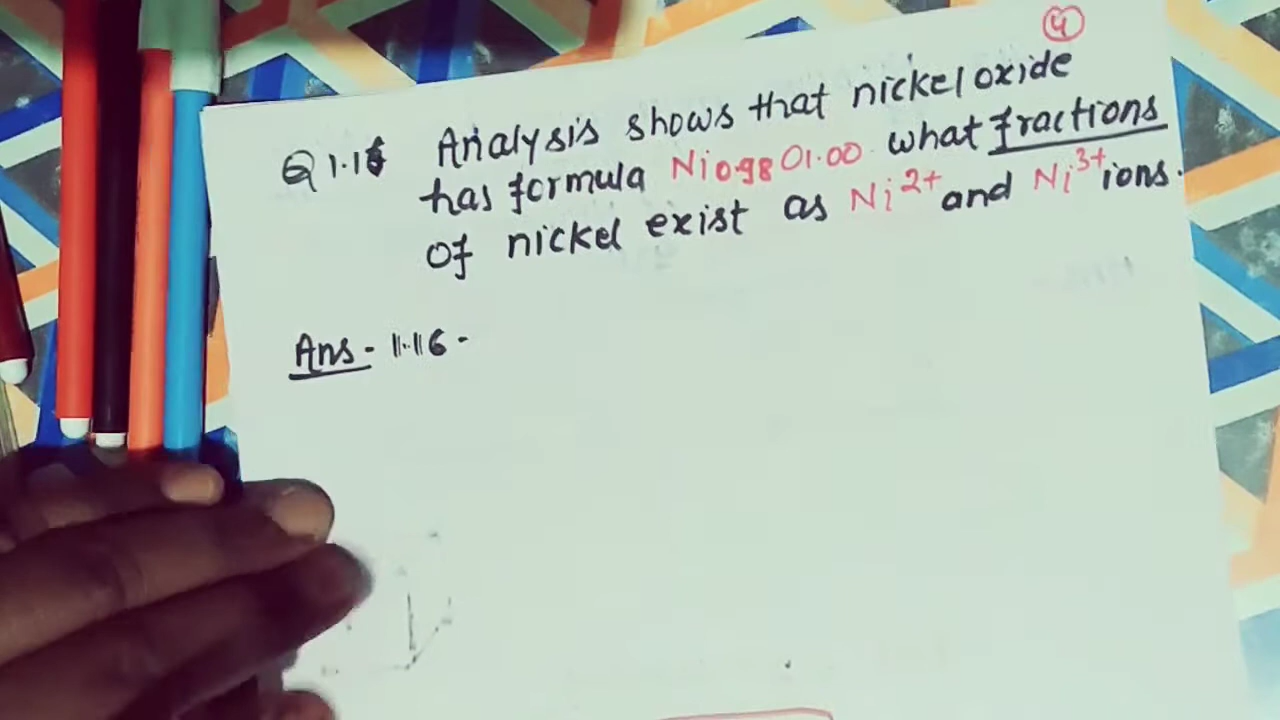 4
Q 1.16 Analysis shows that nickel oxide
has formula Ni0.98O1.00 what fractions
of nickel exist as Ni2+ and Ni3+ ions.
Ans - 1.16 -